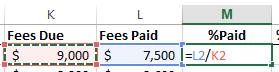 K L M
Fees Due Fees Paid %Paid
$ 9,000 $ 7,500 =L2/K2